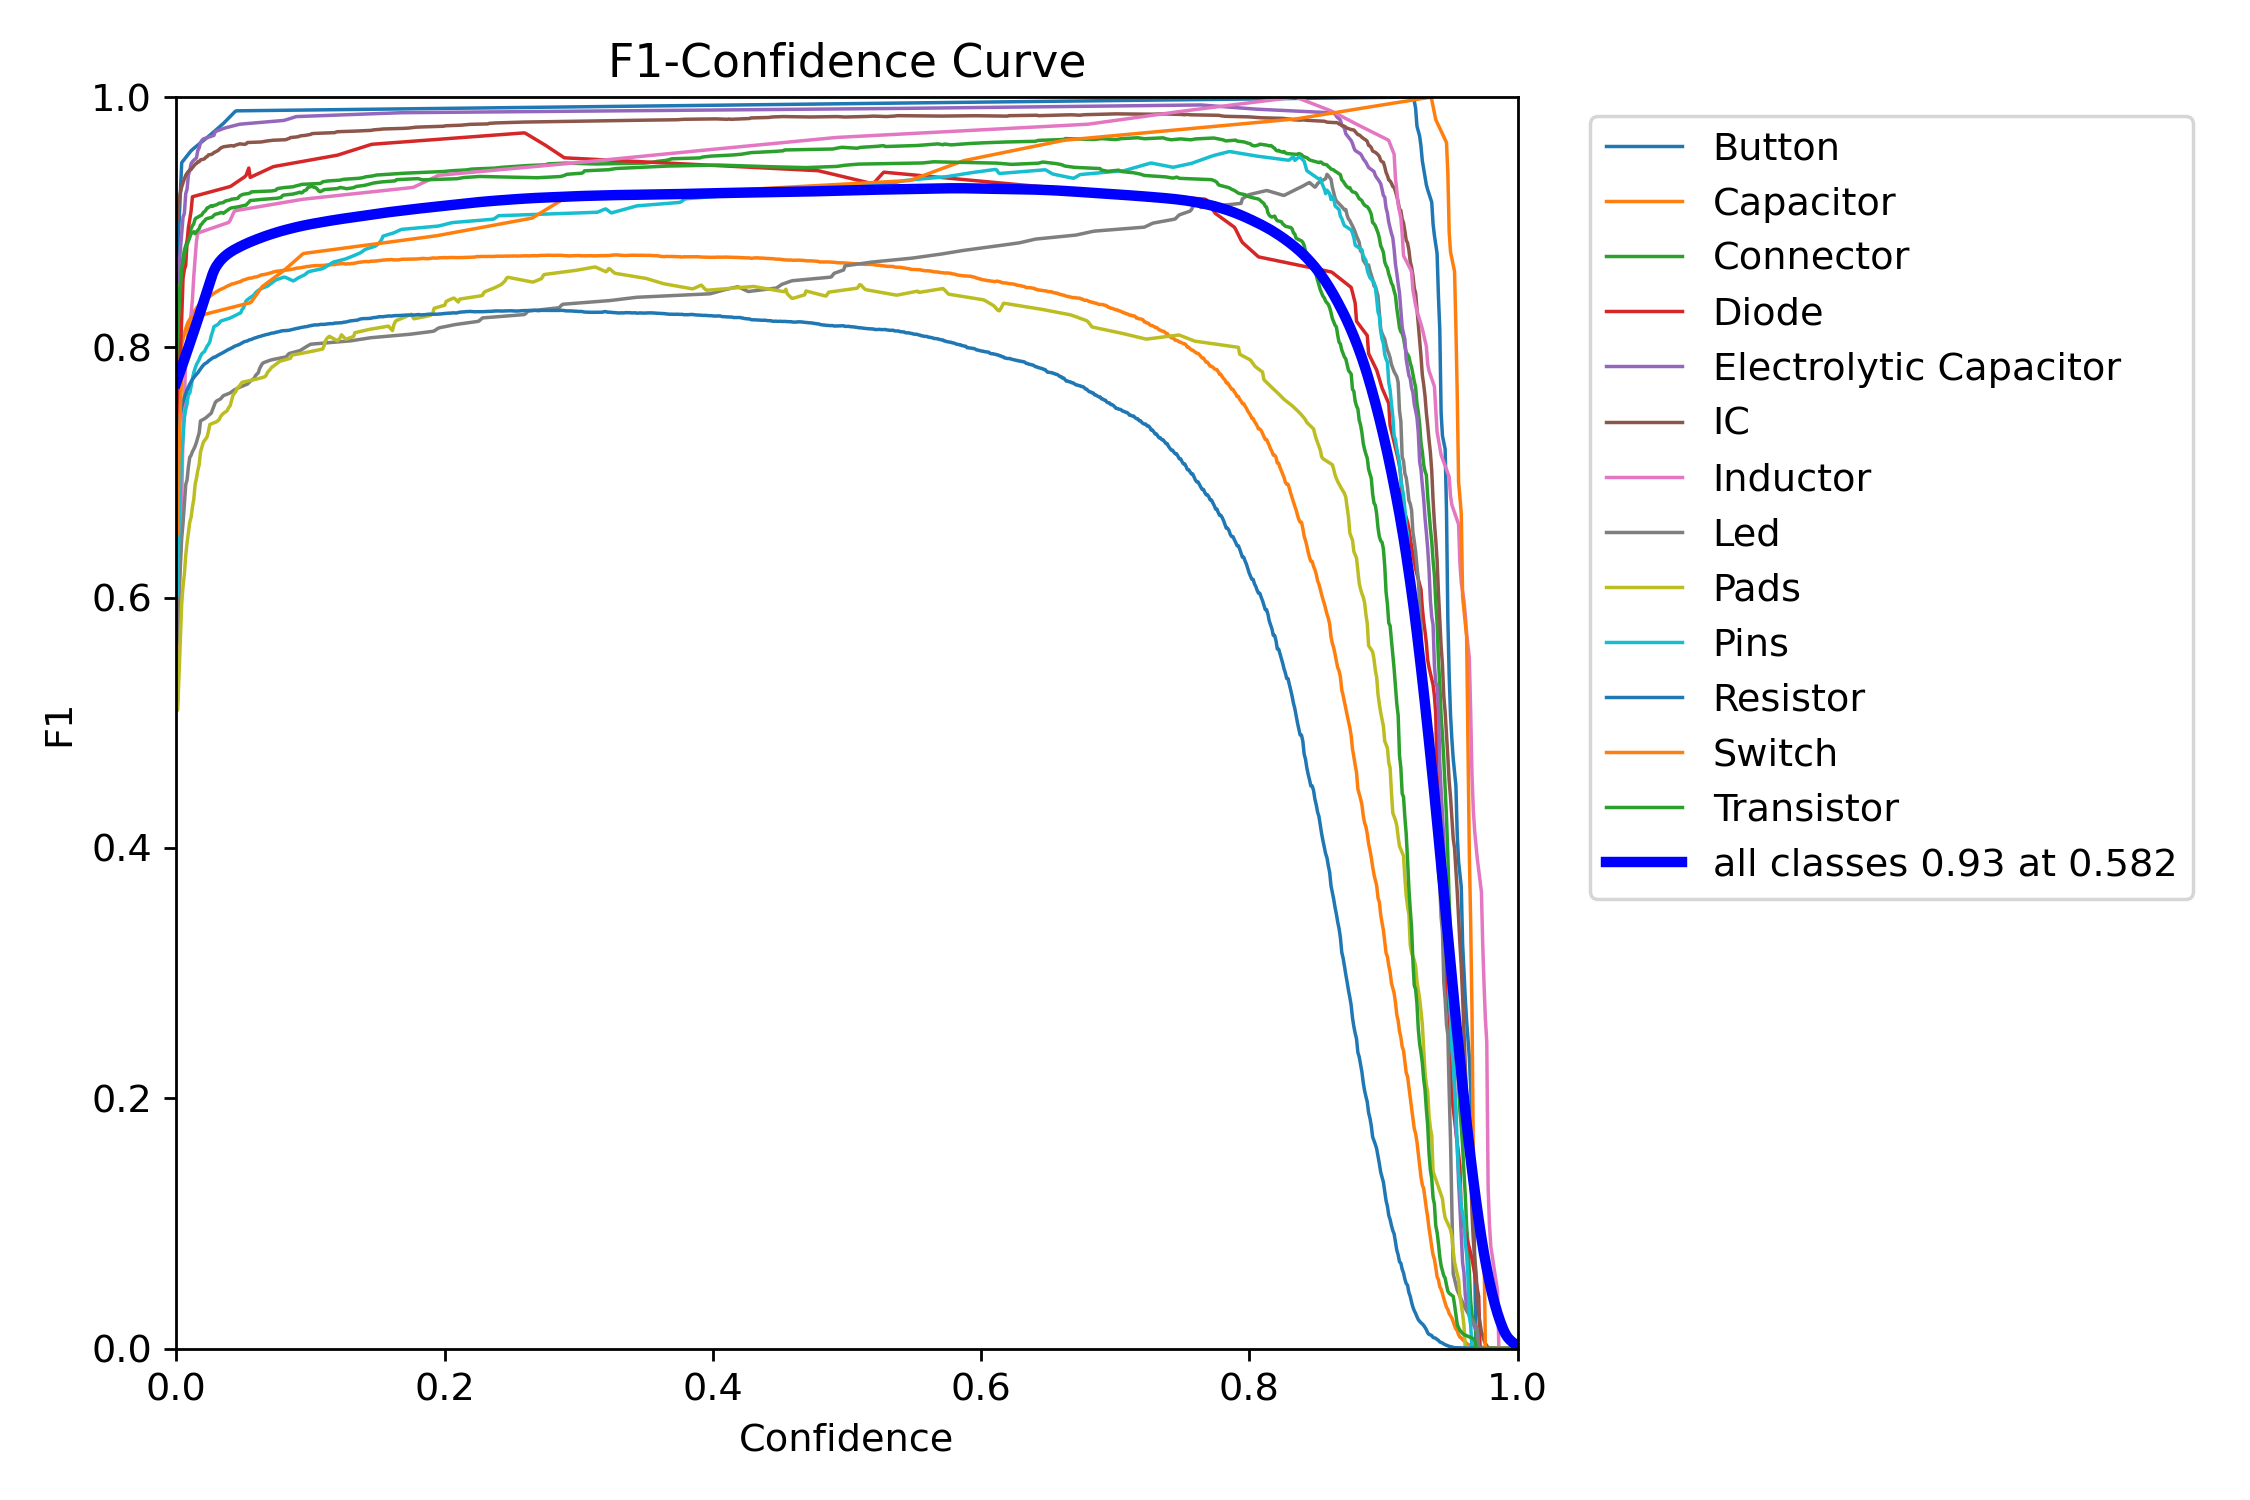 F1-Confidence Curve
1.0
0.8
0.6
0.4
0.2
0.0
F1
0.0 0.2 0.4 0.6 0.8 1.0
Confidence
Button
Capacitor
Connector
Diode
Electrolytic Capacitor
IC
Inductor
Led
Pads
Pins
Resistor
Switch
Transistor
all classes 0.93 at 0.582